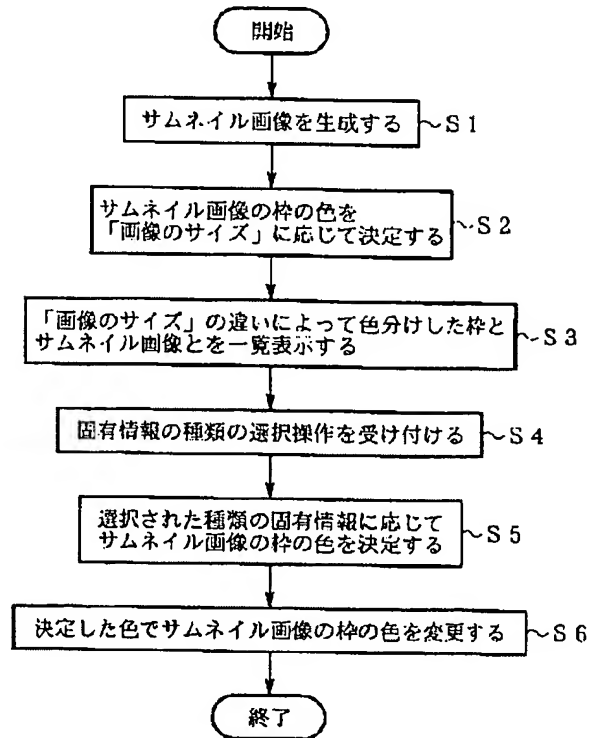 開始
サムネイル画像を生成する ～S1
サムネイル画像の枠の色を
「画像のサイズ」に応じて決定する ～S2
「画像のサイズ」の違いによって色分けした枠と
サムネイル画像とを一覧表示する ～S3
固有情報の種類の選択操作を受け付ける ～S4
選択された種類の固有情報に応じて
サムネイル画像の枠の色を決定する ～S5
決定した色でサムネイル画像の枠の色を変更する ～S6
終了